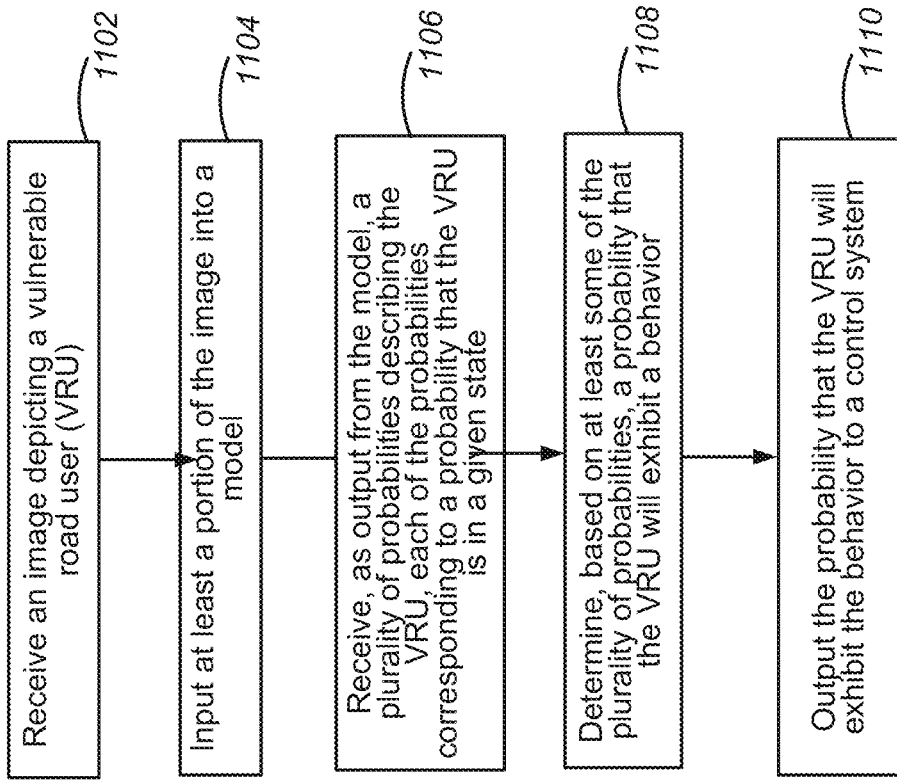 Receive an image depicting a vulnerable
road user (VRU)
1102
Input at least a portion of the image into a
model
1104
Receive, as output from the model, a
plurality of probabilities describing the
VRU, each of the probabilities
corresponding to a probability that the VRU
is in a given state
1106
Determine, based on at least some of the
plurality of probabilities, a probability that
the VRU will exhibit a behavior
1108
Output the probability that the VRU will
exhibit the behavior to a control system
1110